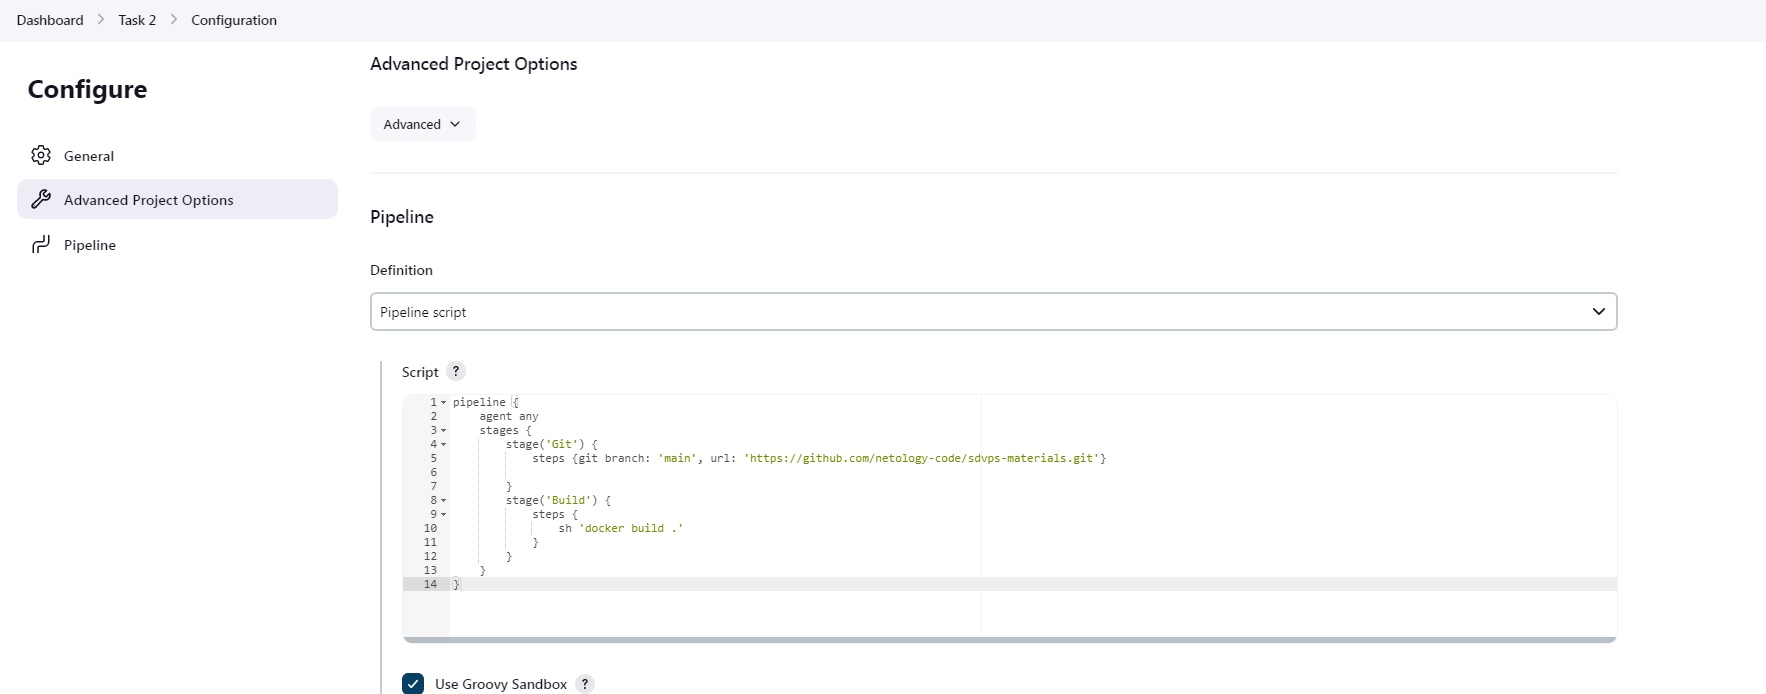 Dashboard > Task 2 > Configuration
Configure
General
Advanced Project Options
Pipeline
Advanced Project Options
Advanced
Pipeline
Definition
Pipeline script
Script ?
1 pipeline {
2     agent any
3     stages {
4         stage('Git') {
5             steps {git branch: 'main', url: 'https://github.com/netology-code/sdvps-materials.git'}
6
7         }
8         stage('Build') {
9             steps {
10                 sh 'docker build .'
11             }
12         }
13     }
14 }
Use Groovy Sandbox ?